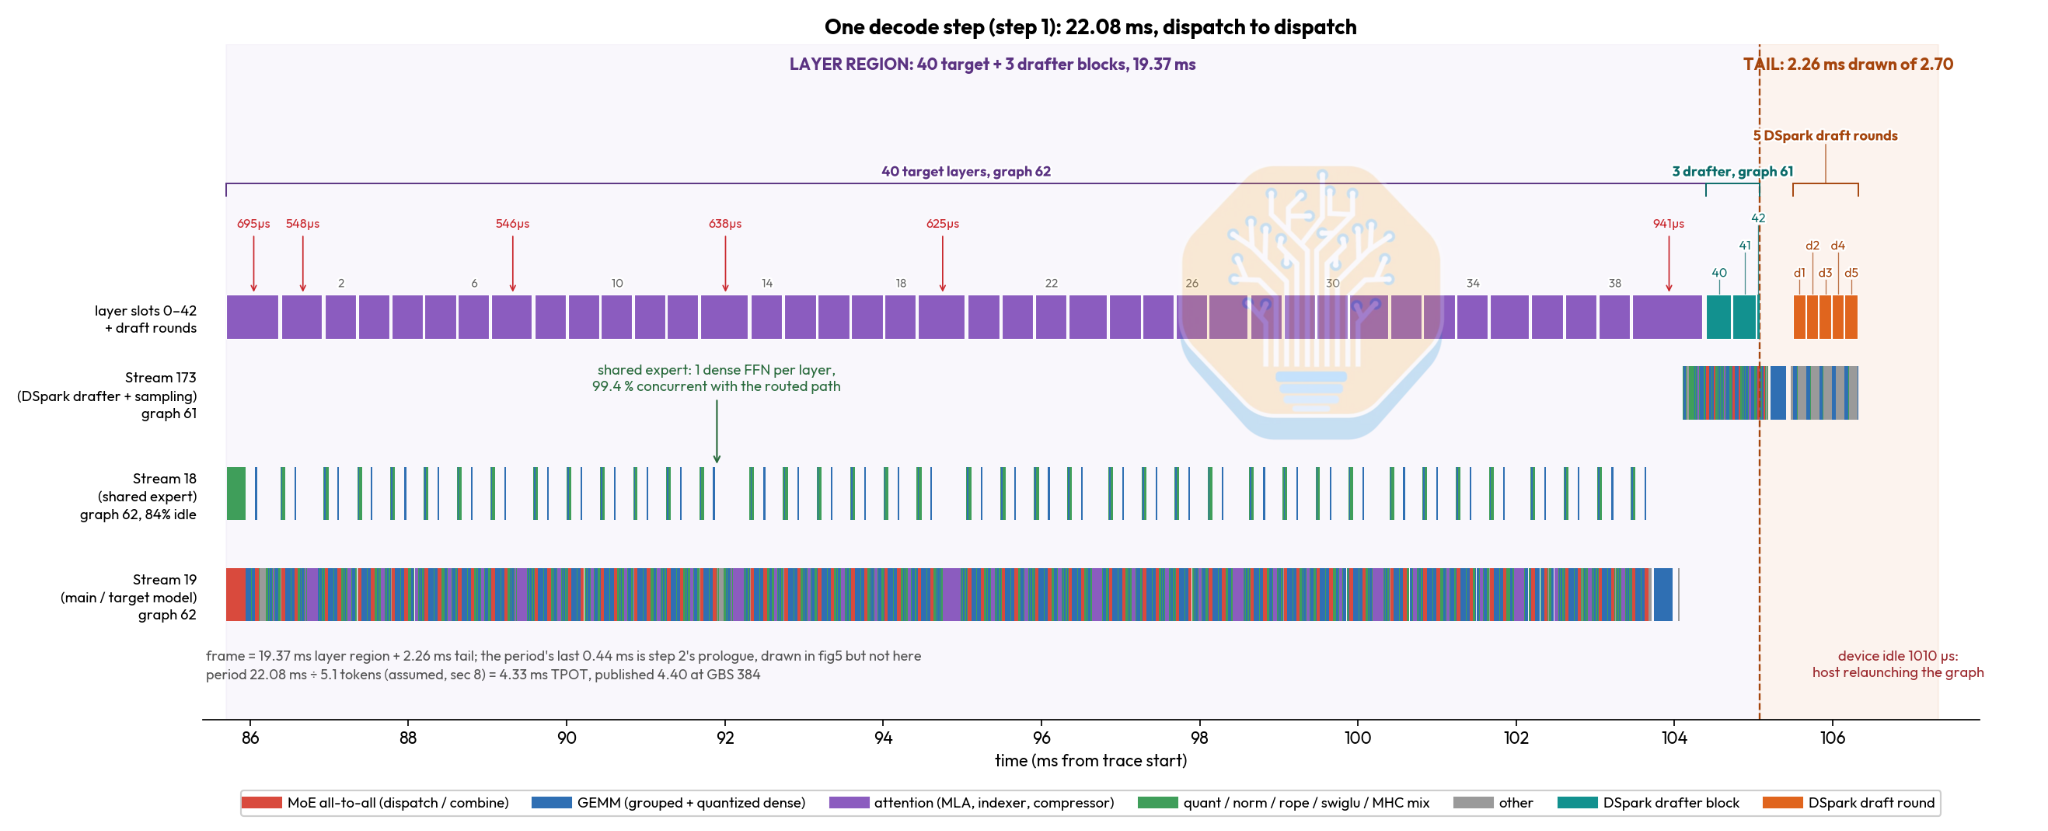 One decode step (step 1): 22.08 ms, dispatch to dispatch
LAYER REGION: 40 target + 3 drafter blocks, 19.37 ms
TAIL: 2.26 ms drawn of 2.70
5 DSpark draft rounds
40 target layers, graph 62
3 drafter, graph 61
695µs
548µs
546µs
638µs
625µs
941µs
42
41
40
d2
d4
d1
d3
d5
2
6
10
14
18
22
26
30
34
38
layer slots 0–42
+ draft rounds
shared expert: 1 dense FFN per layer,
99.4 % concurrent with the routed path
Stream 173
(DSpark drafter + sampling)
graph 61
Stream 18
(shared expert)
graph 62, 84% idle
Stream 19
(main / target model)
graph 62
frame = 19.37 ms layer region + 2.26 ms tail; the period's last 0.44 ms is step 2's prologue, drawn in fig5 but not here
period 22.08 ms ÷ 5.1 tokens (assumed, sec 8) = 4.33 ms TPOT, published 4.40 at GBS 384
device idle 1010 µs:
host relaunching the graph
86
88
90
92
94
96
98
100
102
104
106
time (ms from trace start)
MoE all-to-all (dispatch / combine)
GEMM (grouped + quantized dense)
attention (MLA, indexer, compressor)
quant / norm / rope / swiglu / MHC mix
other
DSpark drafter block
DSpark draft round